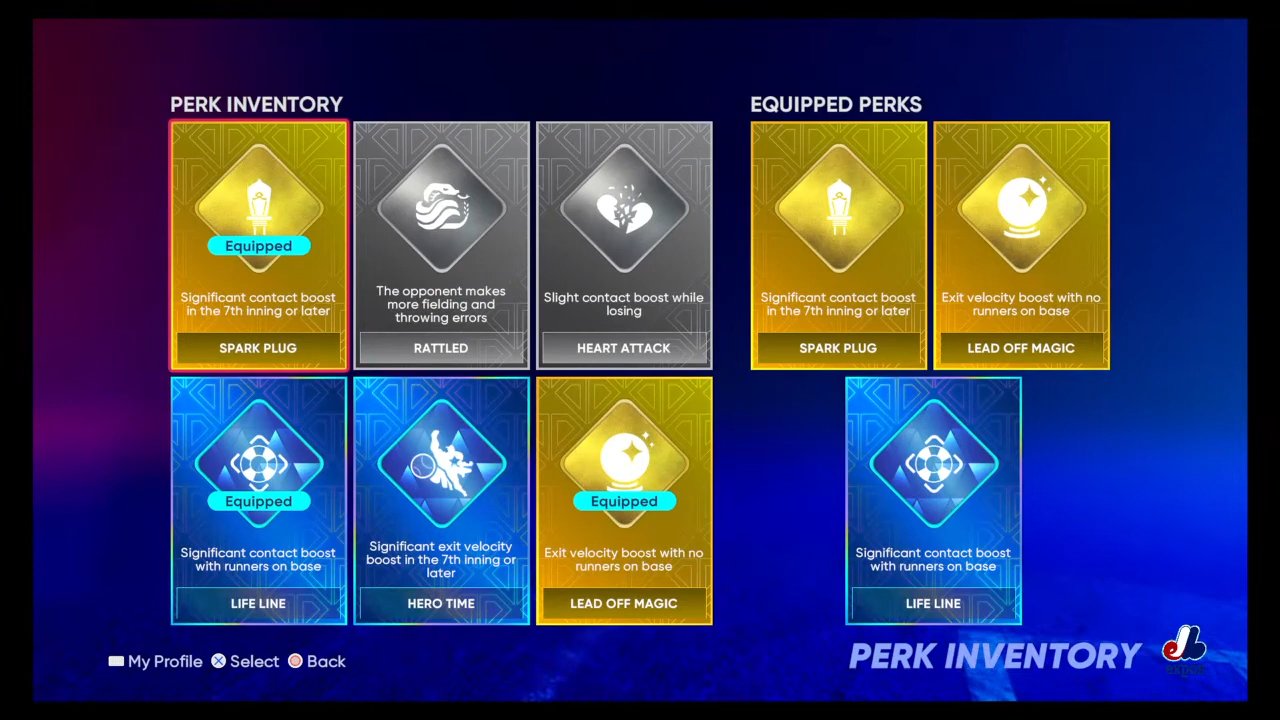 PERK INVENTORY
EQUIPPED PERKS
Equipped
Significant contact boost
in the 7th inning or later
SPARK PLUG
The opponent makes
more fielding and
throwing errors
RATTLED
Slight contact boost while
losing
HEART ATTACK
Significant contact boost
in the 7th inning or later
SPARK PLUG
Exit velocity boost with no
runners on base
LEAD OFF MAGIC
Equipped
Significant contact boost
with runners on base
LIFE LINE
Significant exit velocity
boost in the 7th inning or
later
HERO TIME
Equipped
Exit velocity boost with no
runners on base
LEAD OFF MAGIC
Significant contact boost
with runners on base
LIFE LINE
My Profile Select Back
PERK INVENTORY
expos